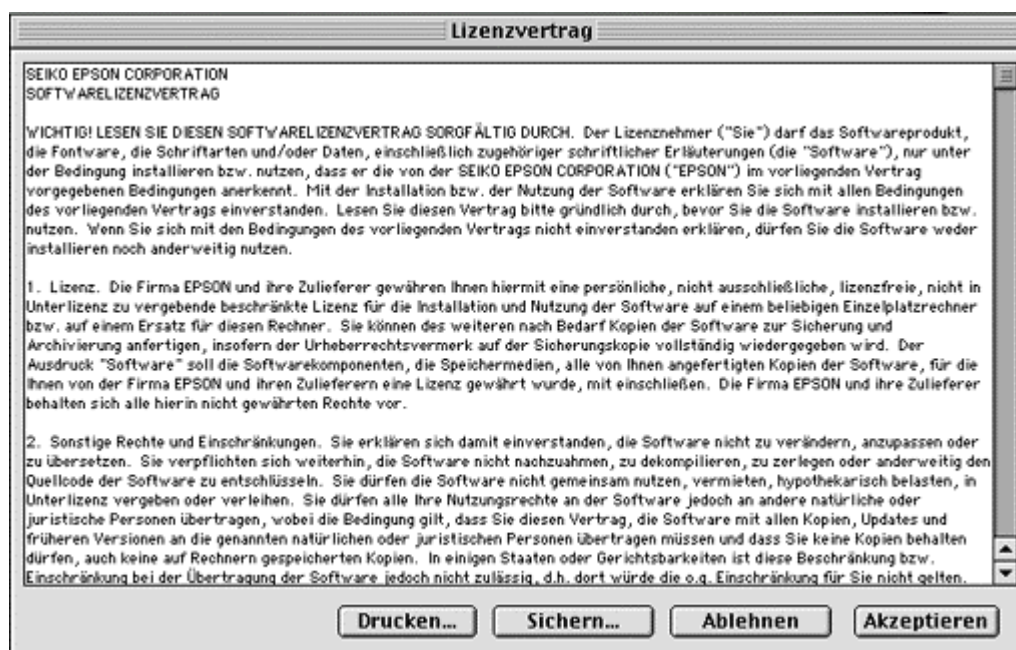 Lizenzvertrag
SEIKO EPSON CORPORATION
SOFTWARELIZENZVERTRAG
WICHTIG! LESEN SIE DIESEN SOFTWARELIZENZVERTRAG SORGFÄLTIG DURCH. Der Lizenznehmer ("Sie") darf das Softwareprodukt,
die Fontware, die Schriftarten und/oder Daten, einschließlich zugehöriger schriftlicher Erläuterungen (die "Software"), nur unter
der Bedingung installieren bzw. nutzen, dass er die von der SEIKO EPSON CORPORATION ("EPSON") im vorliegenden Vertrag
vorgegebenen Bedingungen anerkennt. Mit der Installation bzw. der Nutzung der Software erklären Sie sich mit allen Bedingungen
des vorliegenden Vertrags einverstanden. Lesen Sie diesen Vertrag bitte gründlich durch, bevor Sie die Software installieren bzw.
nutzen. Wenn Sie sich mit den Bedingungen des vorliegenden Vertrags nicht einverstanden erklären, dürfen Sie die Software weder
installieren noch anderweitig nutzen.
1. Lizenz. Die Firma EPSON und ihre Zulieferer gewähren Ihnen hiermit eine persönliche, nicht ausschließliche, lizenzfreie, nicht in
Unterlizenz zu vergebende beschränkte Lizenz für die Installation und Nutzung der Software auf einem beliebigen Einzelplatzrechner
bzw. auf einem Ersatz für diesen Rechner. Sie können des weiteren nach Bedarf Kopien der Software zur Sicherung und
Archivierung anfertigen, insofern der Urheberrechtsvermerk auf der Sicherungskopie vollständig wiedergegeben wird. Der
Ausdruck "Software" soll die Softwarekomponenten, die Speichermedien, alle von Ihnen angefertigten Kopien der Software, für die
Ihnen von der Firma EPSON und ihren Zulieferern eine Lizenz gewährt wurde, mit einschließen. Die Firma EPSON und ihre Zulieferer
behalten sich alle hierin nicht gewährten Rechte vor.
2. Sonstige Rechte und Einschränkungen. Sie erklären sich damit einverstanden, die Software nicht zu verändern, anzupassen oder
zu übersetzen. Sie verpflichten sich weiterhin, die Software nicht nachzuahmen, zu dekompilieren, zu zerlegen oder anderweitig den
Quellcode der Software zu entschlüsseln. Sie dürfen die Software nicht gemeinsam nutzen, vermieten, hypothekarisch belasten, in
Unterlizenz vergeben oder verleihen. Sie dürfen alle Ihre Nutzungsrechte an der Software jedoch an andere natürliche oder
juristische Personen übertragen, wobei die Bedingung gilt, dass Sie diesen Vertrag, die Software mit allen Kopien, Updates und
früheren Versionen an die genannten natürlichen oder juristischen Personen übertragen müssen und dass Sie keine Kopien behalten
dürfen, auch keine auf Rechnern gespeicherten Kopien. In einigen Staaten oder Gerichtsbarkeiten ist diese Beschränkung bzw.
Einschränkung bei der Übertragung der Software jedoch nicht zulässig, d.h. dort würde die o.g. Einschränkung für Sie nicht gelten.
Drucken... Sichern... Ablehnen Akzeptieren